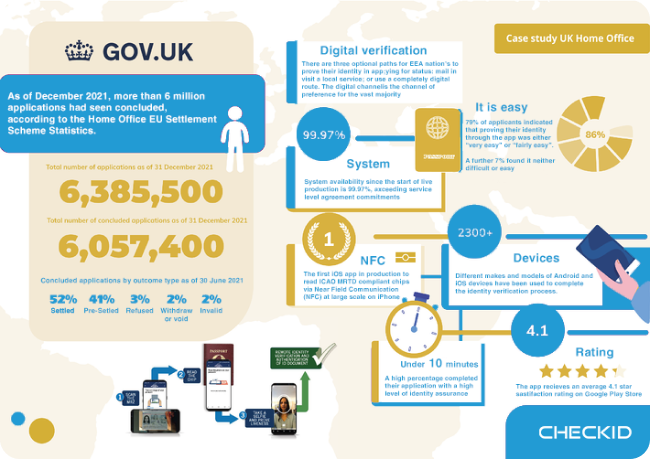 GOV.UK
As of December 2021, more than 6 million
applications had seen concluded,
according to the Home Office EU Settlement
Scheme Statistics.
Total number of applications as of 31 December 2021
6,385,500
Total number of concluded applications as of 31 December 2021
6,057,400
Concluded applications by outcome type as of 30 June 2021
52% 41% 3% 2% 2%
Settled Pre-Setled Refused Withdraw Invalid
or void
Digital verification
There are three optional paths for EEA nation's to
prove their identity in applying for status: mail in
visit a local service; or use a completely digital
route. The digital channelis the channel of
preference for the vast majority
Case study UK Home Office
99.97%
System
System availability since the start of live
production is 99.97%, exceeding service
level agreement commitments
PASSPORT
It is easy
79% of applicants indicated
that proving their identity
through the app was either
"very easy" or "fairly easy".
A further 7% found it neither
difficult or easy
86%
1
NFC
The first iOS app in production to
read ICAO MRTD compliant ships
via Near Field Communication
(NFC) at large scale on iPhone
2300+
Devices
Different makes and models of Android and
iOS devices have been used to complete
the identity verification process.
Under 10 minutes
A high percentage completed
their application with a high
level of identity assurance
4.1
Rating
The app recieves an average 4.1 star
sastifaction rating on Google Play Store
1 SCAN
THE
MRZ
2 READ
THE
CHIP
3 TAKE A
SELFIE AND
PROVE
LIKENESS
REMOTE IDENTITY
VERIFICATION AND
AUTHENTICATION
OF ID DOCUMENT
CHECKID